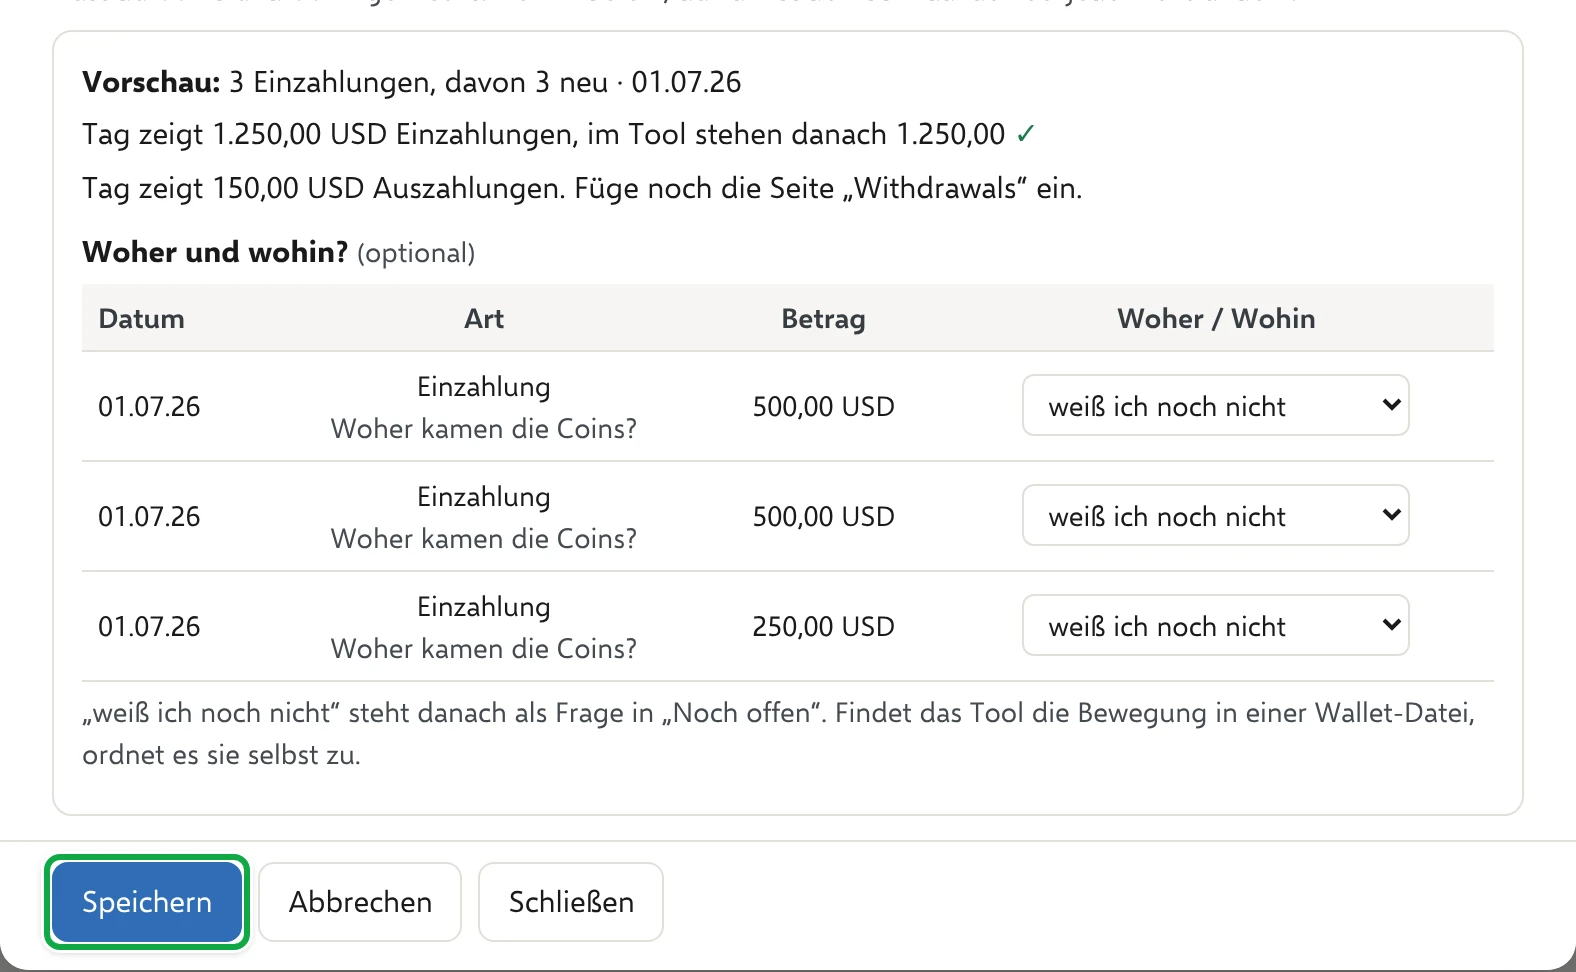 Vorschau: 3 Einzahlungen, davon 3 neu · 01.07.26
Tag zeigt 1.250,00 USD Einzahlungen, im Tool stehen danach 1.250,00 ✓
Tag zeigt 150,00 USD Auszahlungen. Füge noch die Seite „Withdrawals“ ein.
Woher und wohin? (optional)
Datum Art Betrag Woher / Wohin
Einzahlung
01.07.26 500,00 USD weiß ich noch nicht
Woher kamen die Coins?
Einzahlung
01.07.26 500,00 USD weiß ich noch nicht
Woher kamen die Coins?
Einzahlung
01.07.26 250,00 USD weiß ich noch nicht
Woher kamen die Coins?
„weiß ich noch nicht“ steht danach als Frage in „Noch offen“. Findet das Tool die Bewegung in einer Wallet-Datei,
ordnet es sie selbst zu.
Speichern Abbrechen Schließen